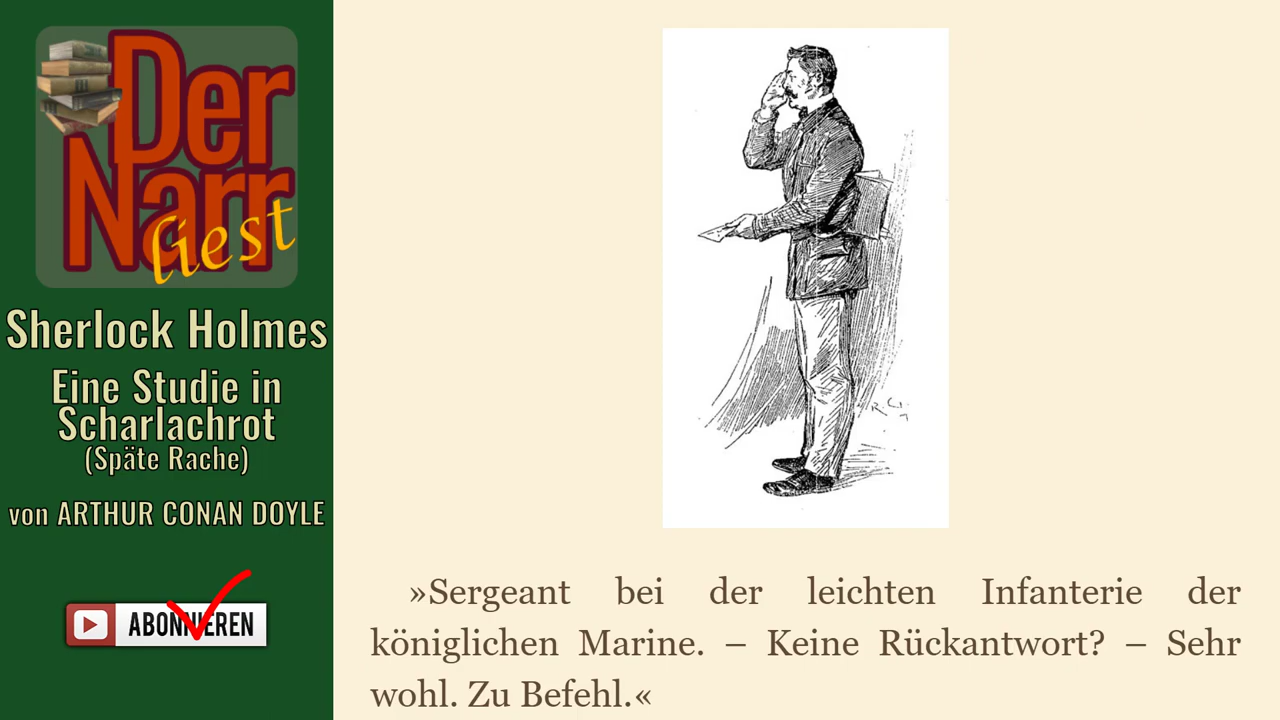 Der
Narr
liest
Sherlock Holmes
Eine Studie in
Scharlachrot
(Späte Rache)
von ARTHUR CONAN DOYLE
ABONNIEREN
»Sergeant bei der leichten Infanterie der
königlichen Marine. – Keine Rückantwort? – Sehr
wohl. Zu Befehl.«